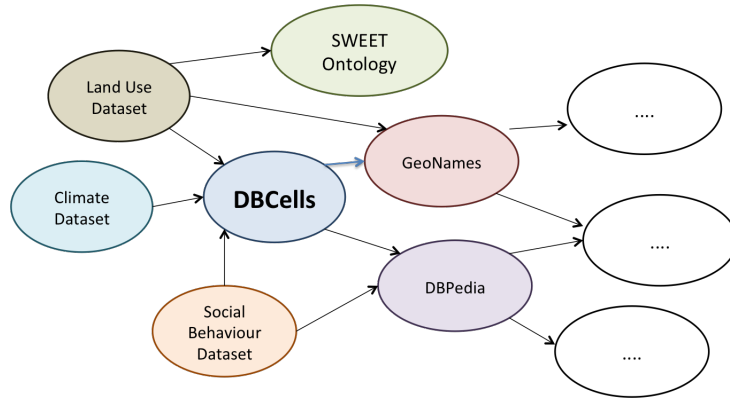 SWEET
Ontology
Land Use
Dataset
....
GeoNames
Climate
Dataset
DBCells
....
DBPedia
Social
Behaviour
Dataset
....